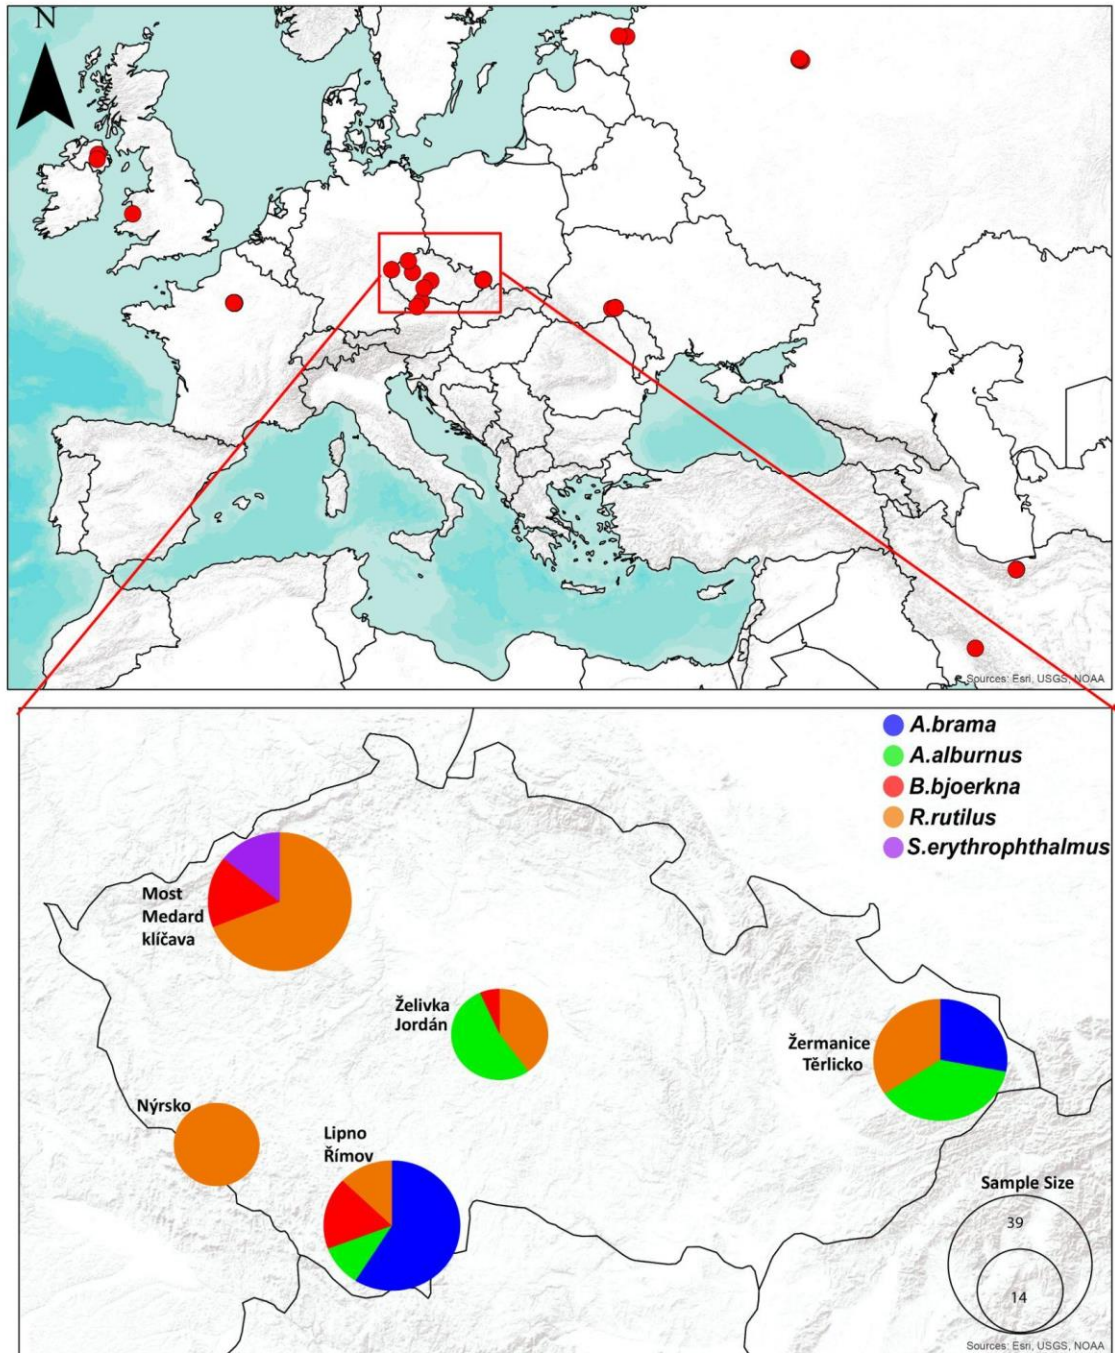 N
Sources: Esri, USGS, NOAA
A.brama
A.alburnus
B.bjoerkna
R.rutilus
S.erythrophthalmus
Most
Medard
klíčava
Želivka
Jordán
Žermanice
Těrlicko
Nýrsko
Lipno
Římov
Sample Size
39
14
Sources: Esri, USGS, NOAA